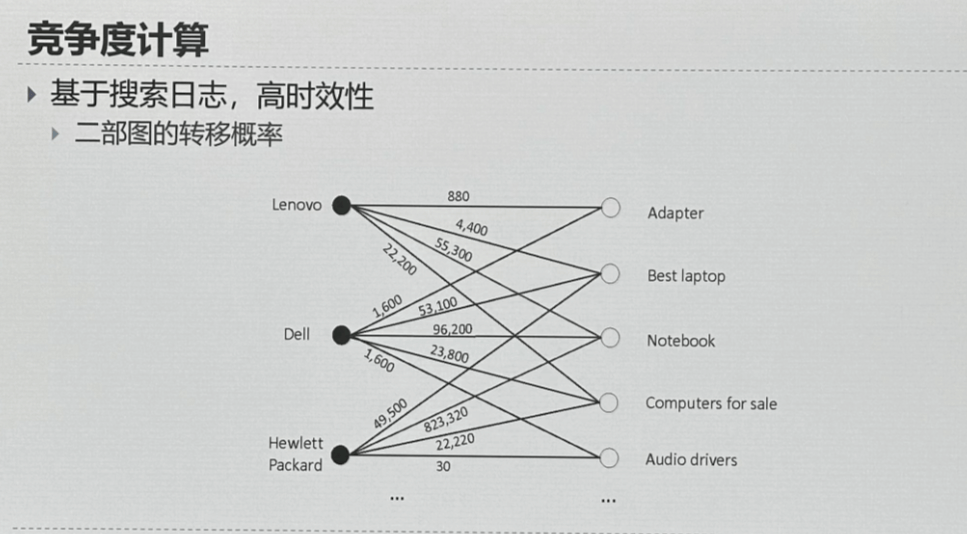 竞争度计算
基于搜索日志，高时效性
二部图的转移概率
Lenovo
880
Adapter
4,400
55,300
22,200
Best laptop
1,600
53,100
Dell
96,200
Notebook
23,800
1,600
Computers for sale
49,500
823,320
22,220
Hewlett
Packard
30
Audio drivers
...
...